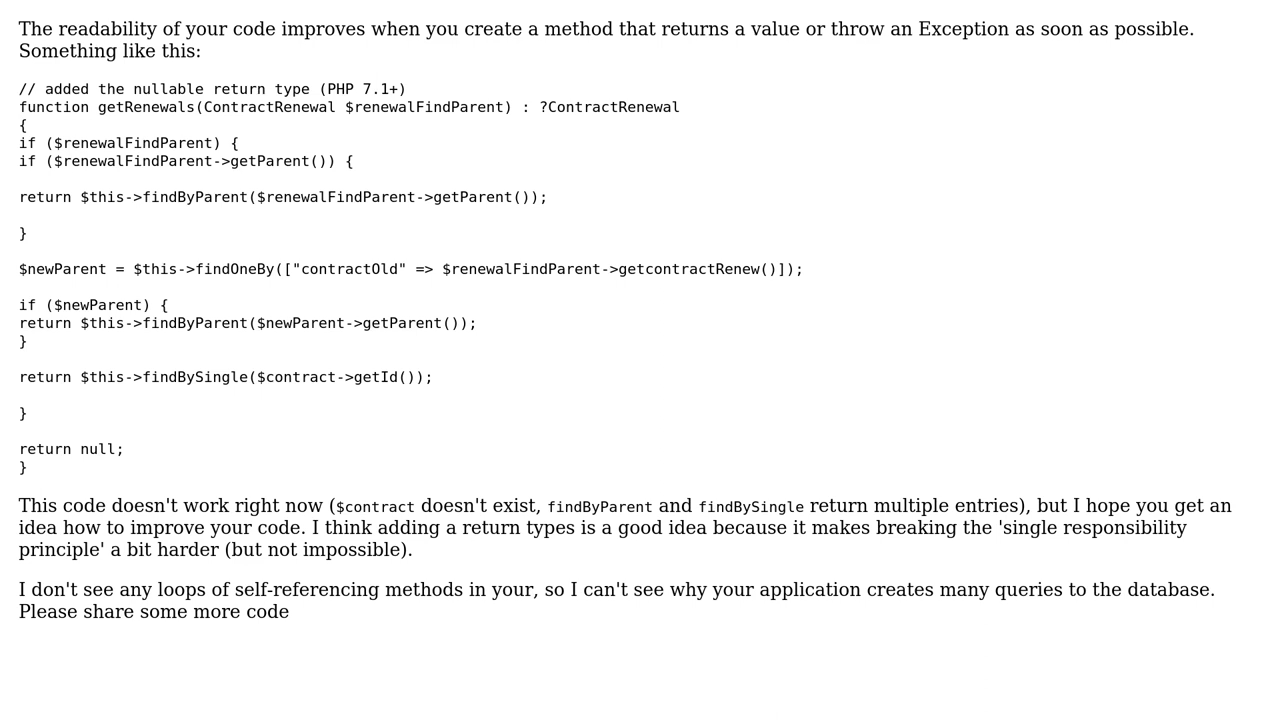 The readability of your code improves when you create a method that returns a value or throw an Exception as soon as possible.
Something like this:
// added the nullable return type (PHP 7.1+)
function getRenewals(ContractRenewal $renewalFindParent) : ?ContractRenewal
{
if ($renewalFindParent) {
if ($renewalFindParent->getParent()) {
return $this->findByParent($renewalFindParent->getParent());
}
$newParent = $this->findOneBy(["contractOld" => $renewalFindParent->getcontractRenew()]);
if ($newParent) {
return $this->findByParent($newParent->getParent());
}
return $this->findBySingle($contract->getId());
}
return null;
}
This code doesn't work right now ($contract doesn't exist, findByParent and findBySingle return multiple entries), but I hope you get an
idea how to improve your code. I think adding a return types is a good idea because it makes breaking the 'single responsibility
principle' a bit harder (but not impossible).
I don't see any loops of self-referencing methods in your, so I can't see why your application creates many queries to the database.
Please share some more code